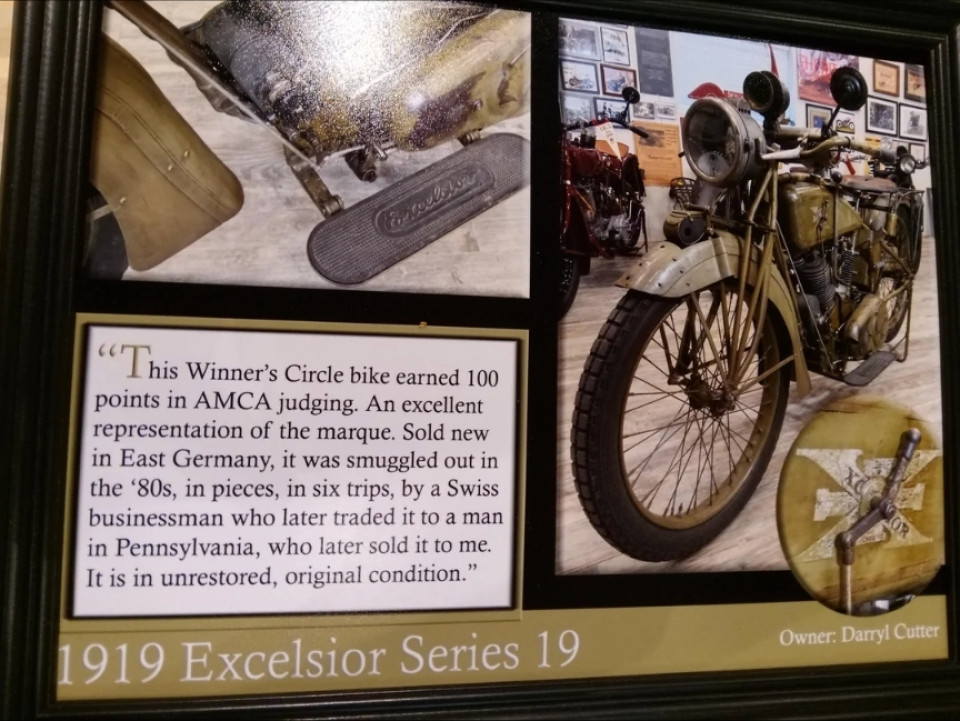 Excelsior
“This Winner’s Circle bike earned 100
points in AMCA judging. An excellent
representation of the marque. Sold new
in East Germany, it was smuggled out in
the ‘80s, in pieces, in six trips, by a Swiss
businessman who later traded it to a man
in Pennsylvania, who later sold it to me.
It is in unrestored, original condition.”
1919 Excelsior Series 19
Owner: Darryl Cutter